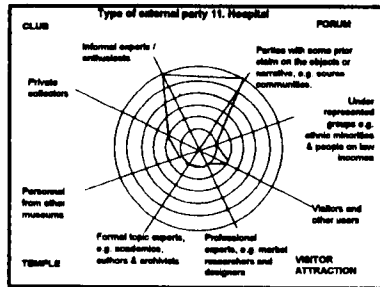 Type of external party 11. Hospital
CLUB
FORUM
Informal experts /
enthusiasts
Parties with some prior
claim on the objects or
narrative, e.g. source
communities.
Private
collectors
Under
represented
groups e.g.
ethnic minorities
& people on low
incomes
Personnel
from other
museums
Visitors and
other users
Formal topic experts,
e.g. academics,
authors & archivists
Professional
experts, e.g. market
researchers and
designers
TEMPLE
VISITOR
ATTRACTION